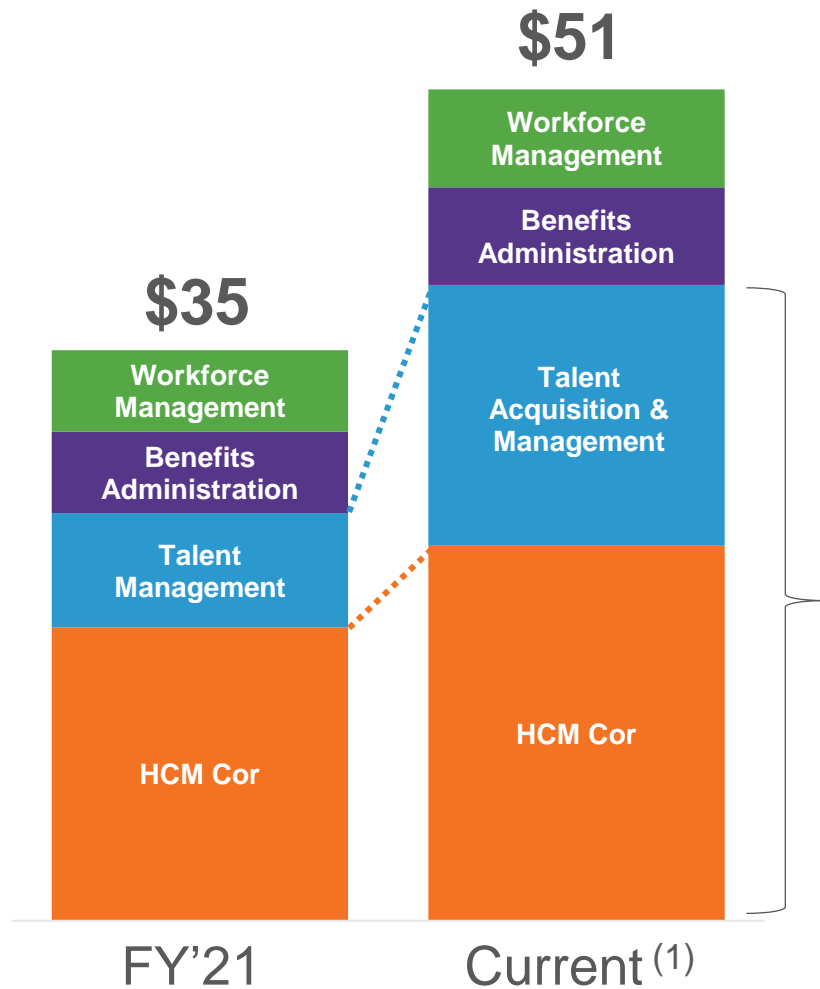 $51
Workforce
Management
Benefits
Administration
Talent
Acquisition &
Management
HCM Cor
$35
Workforce
Management
Benefits
Administration
Talent
Management
HCM Cor
FY'21
Current (1)